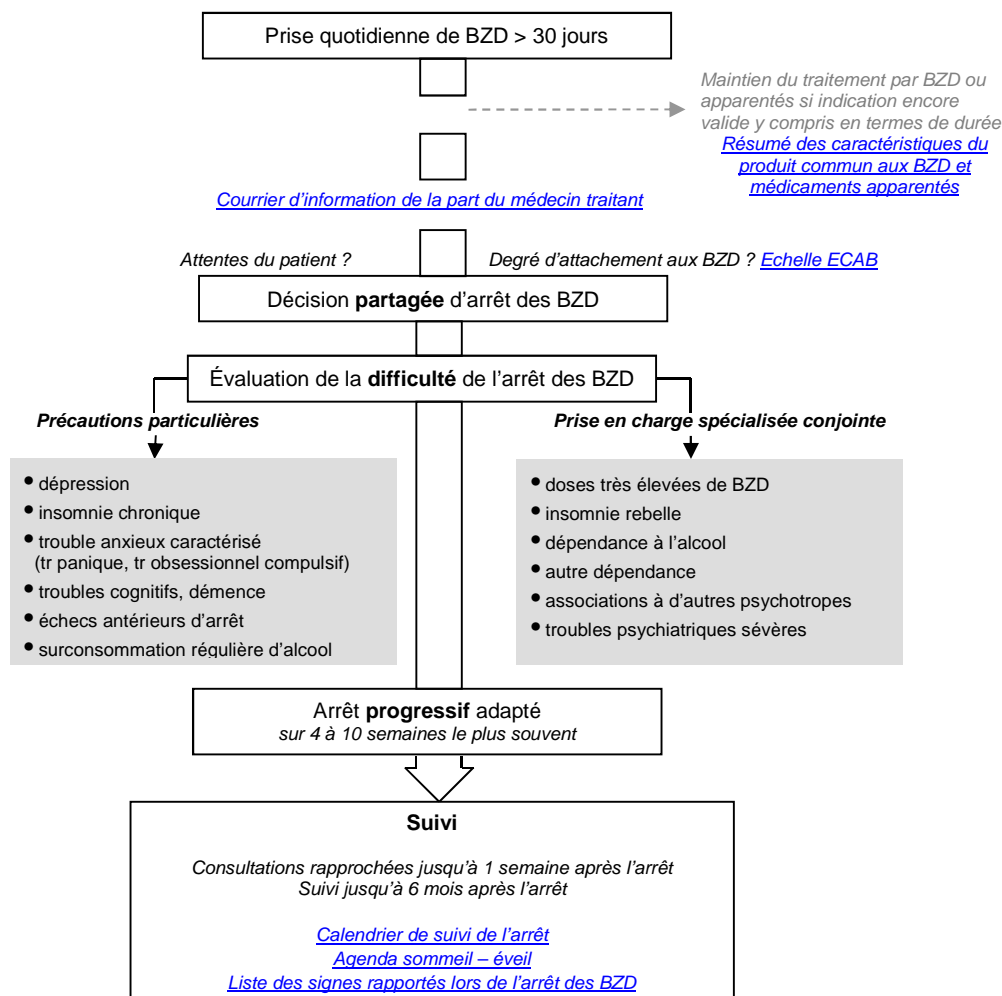 Prise quotidienne de BZD > 30 jours
Maintien du traitement par BZD ou
apparentés si indication encore
valide y compris en termes de durée
Résumé des caractéristiques du
produit commun aux BZD et
médicaments apparentés
Courrier d'information de la part du médecin traitant
Attentes du patient ?
Degré d'attachement aux BZD ? Echelle ECAB
Décision partagée d'arrêt des BZD
Évaluation de la difficulté de l'arrêt des BZD
Précautions particulières
• dépression
• insomnie chronique
• trouble anxieux caractérisé
(tr panique, tr obsessionnel compulsif)
• troubles cognitifs, démence
• échecs antérieurs d'arrêt
• surconsommation régulière d'alcool
Prise en charge spécialisée conjointe
• doses très élevées de BZD
• insomnie rebelle
• dépendance à l'alcool
• autre dépendance
• associations à d'autres psychotropes
• troubles psychiatriques sévères
Arrêt progressif adapté
sur 4 à 10 semaines le plus souvent
Suivi
Consultations rapprochées jusqu'à 1 semaine après l'arrêt
Suivi jusqu'à 6 mois après l'arrêt
Calendrier de suivi de l'arrêt
Agenda sommeil – éveil
Liste des signes rapportés lors de l'arrêt des BZD